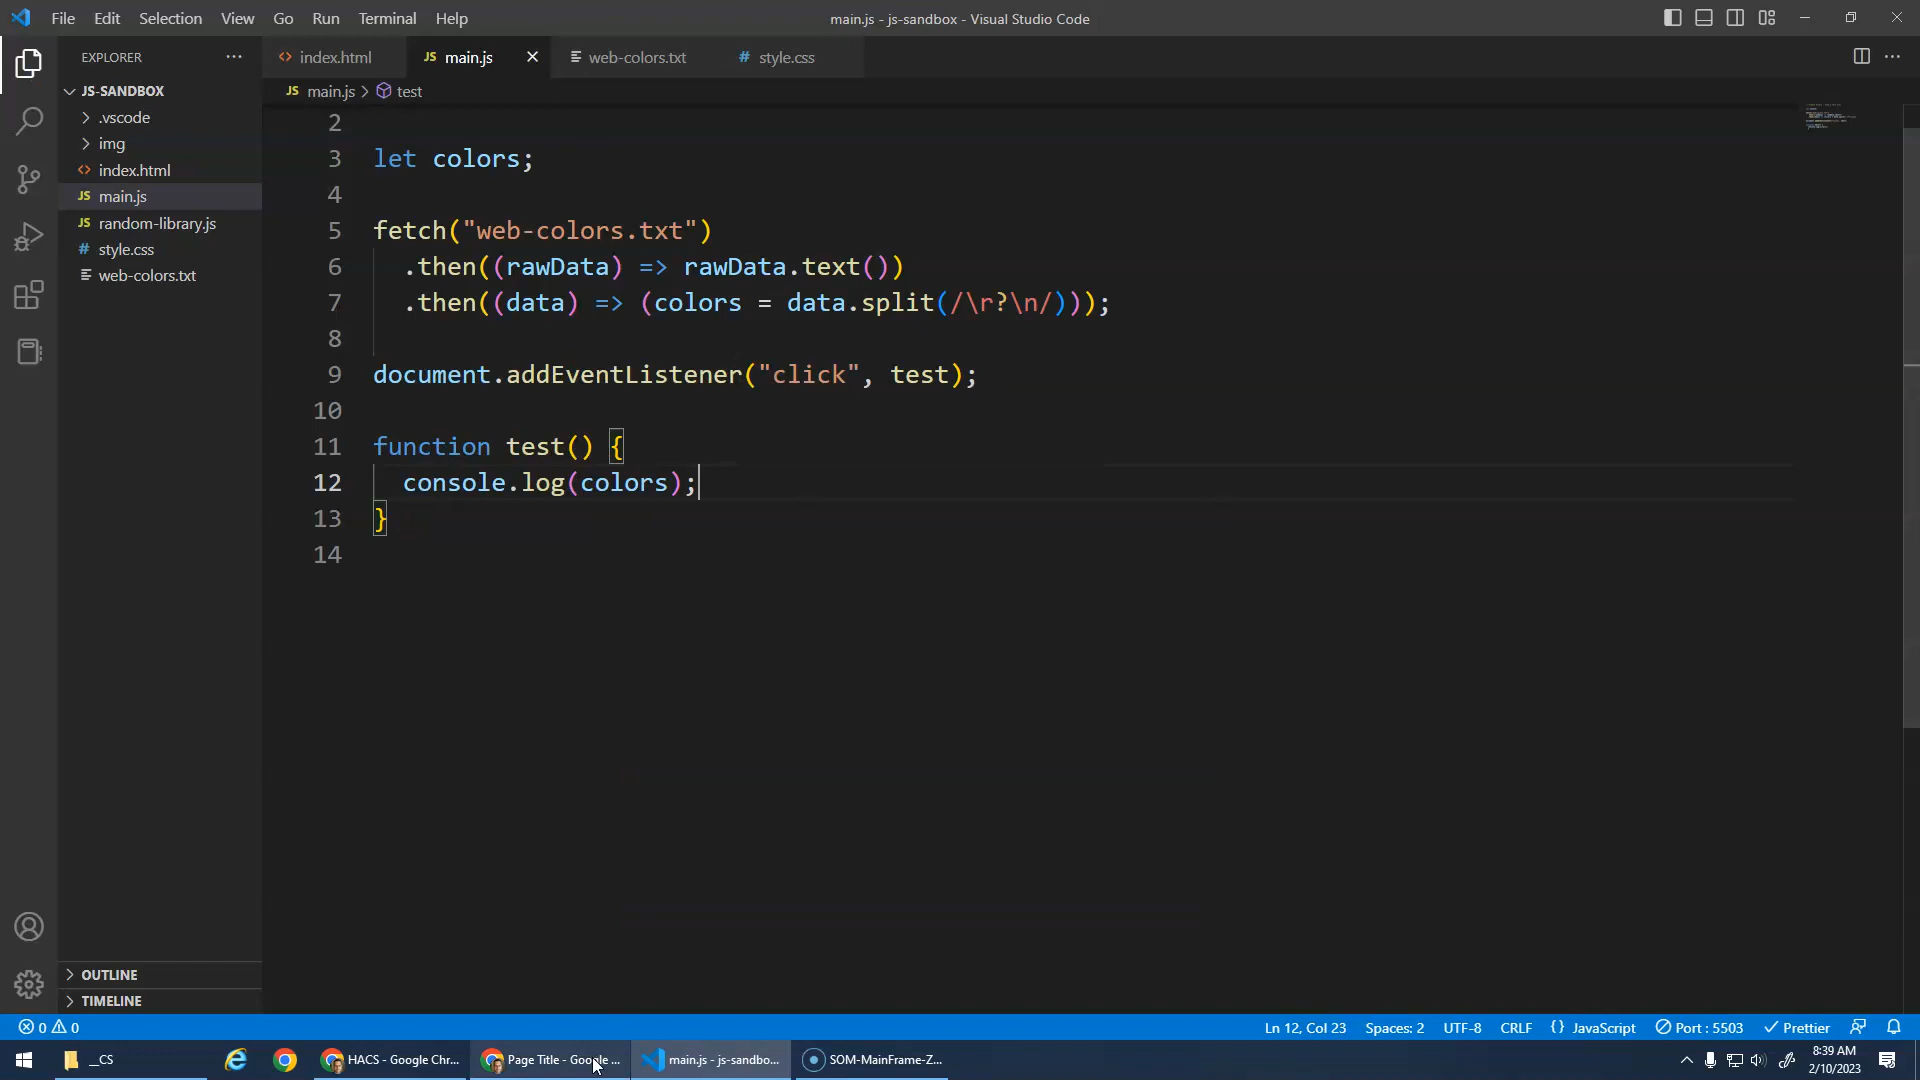 File Edit Selection View Go Run Terminal Help
main.js - js-sandbox - Visual Studio Code
EXPLORER
JS-SANDBOX
.vscode
img
index.html
JS main.js
JS random-library.js
# style.css
web-colors.txt
OUTLINE
TIMELINE
index.html
JS main.js
web-colors.txt
# style.css
JS main.js > test
2
3 let colors;
4
5 fetch("web-colors.txt")
6 .then((rawData) => rawData.text())
7 .then((data) => (colors = data.split(/\r?\n/)));
8
9 document.addEventListener("click", test);
10
11 function test() {
12 console.log(colors);
13 }
14
0 0
Ln 12, Col 23 Spaces: 2 UTF-8 CRLF {} JavaScript Port : 5503 Prettier
__CS
HACS - Google Chr...
Page Title - Google ...
main.js - js-sandbo...
SOM-MainFrame-Z...
8:39 AM
2/10/2023